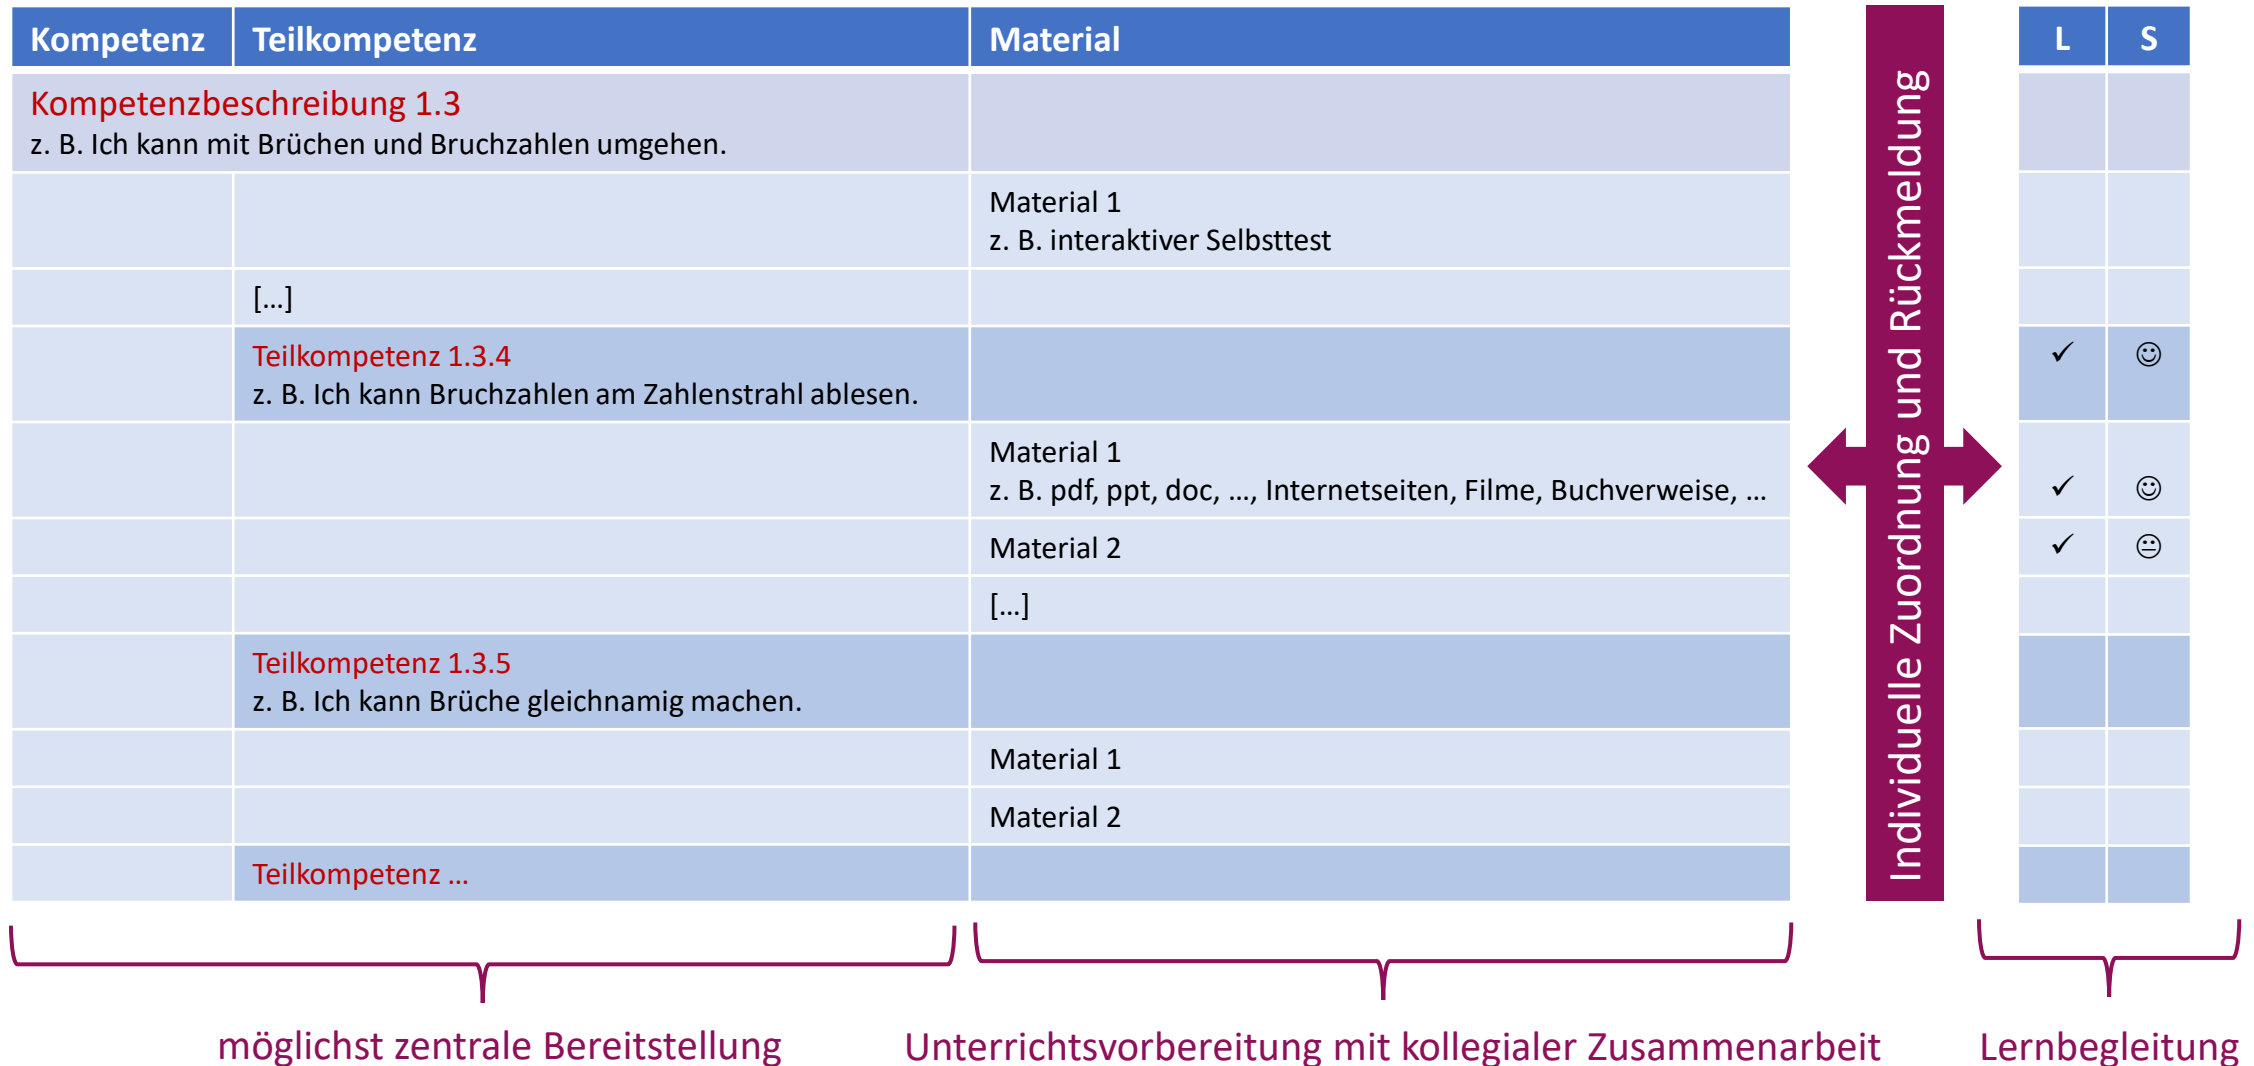 Kompetenz Teilkompetenz Material L S
Kompetenzbeschreibung 1.3
z. B. Ich kann mit Brüchen und Bruchzahlen umgehen.
Material 1
z. B. interaktiver Selbsttest
[…]
Teilkompetenz 1.3.4 ✓ ☺
z. B. Ich kann Bruchzahlen am Zahlenstrahl ablesen.
Material 1
z. B. pdf, ppt, doc, …, Internetseiten, Filme, Buchverweise, … ✓ ☺
Material 2 ✓ 😐
[…]
Teilkompetenz 1.3.5
z. B. Ich kann Brüche gleichnamig machen.
Material 1
Material 2
Teilkompetenz …
Individuelle Zuordnung und Rückmeldung
möglichst zentrale Bereitstellung
Unterrichtsvorbereitung mit kollegialer Zusammenarbeit
Lernbegleitung